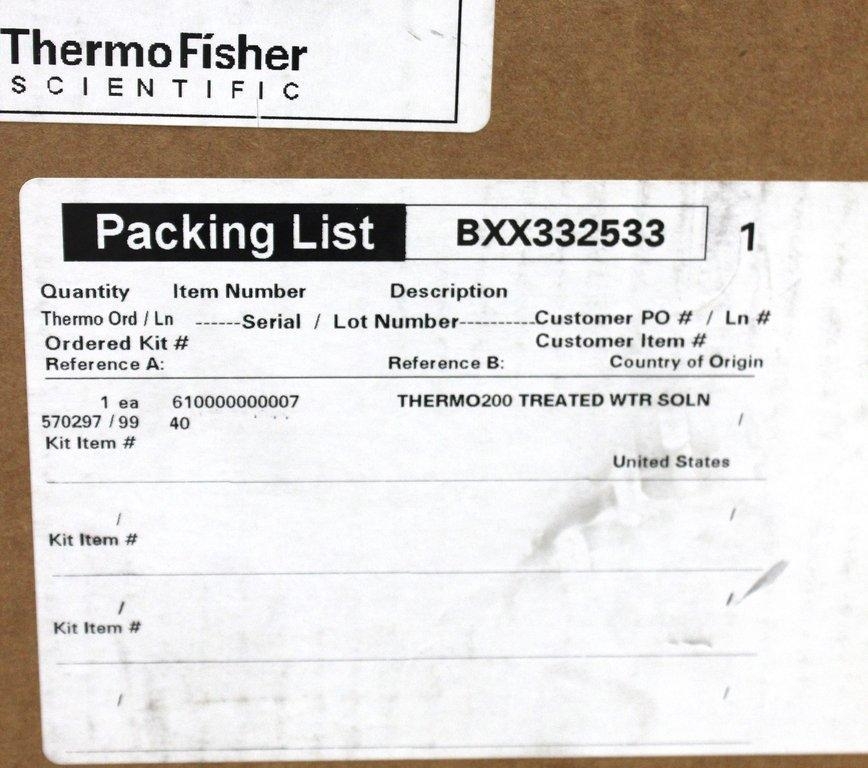 ThermoFisher
SCIENTIFIC
Packing List BXX332533 1
Quantity Item Number Description
Thermo Ord / Ln ------Serial / Lot Number----------Customer PO # / Ln #
Ordered Kit # Customer Item #
Reference A: Reference B: Country of Origin
1 ea 610000000007 THERMO200 TREATED WTR SOLN
570297 / 99 40 /
Kit Item #
United States
/ /
Kit Item #
/ /
Kit Item #
/ /